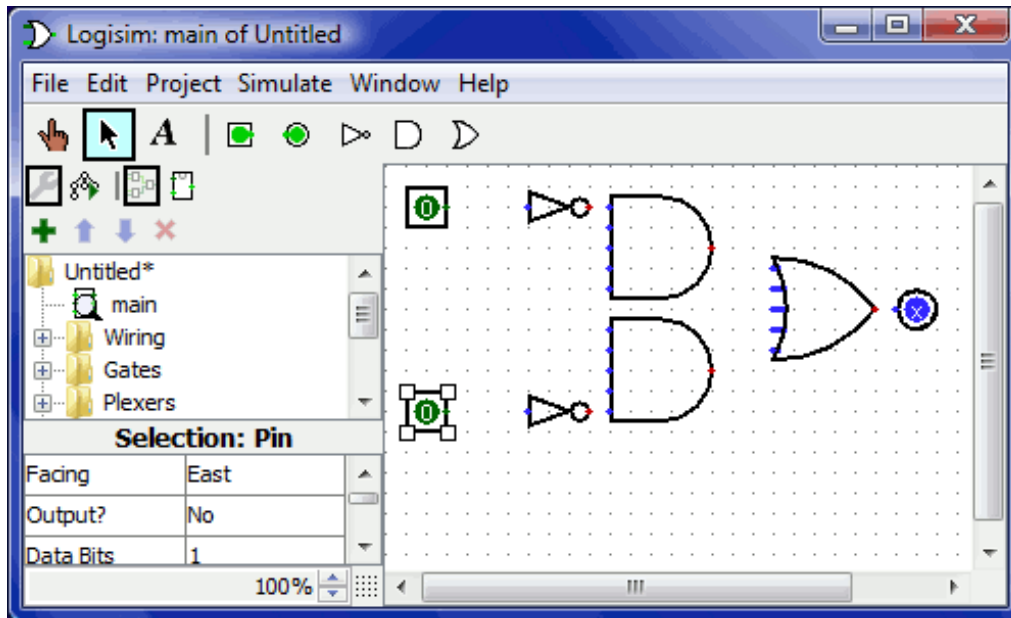 Logisim: main of Untitled
File Edit Project Simulate Window Help
A
Untitled*
main
Wiring
Gates
Plexers
Selection: Pin
Facing East
Output? No
Data Bits 1
100%
0
x
0